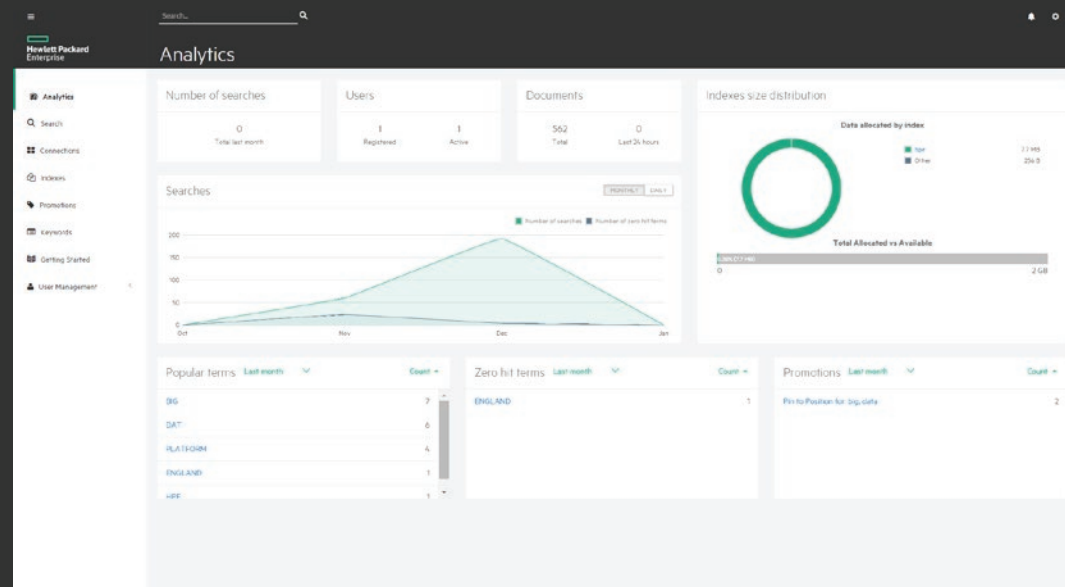 Search...
Hewlett Packard
Enterprise
Analytics
Analytics
Search
Connections
Indexes
Promotions
Keywords
Getting Started
User Management
Number of searches
0
Total last month
Users
1 1
Registered Active
Documents
562 0
Total Last 24 hours
Indexes size distribution
Data allocated by index
Other 256 B
Total Allocated vs Available
0 2 GB
Searches
MONTHLY DAILY
Number of searches Number of zero hit terms
200
150
100
50
0
Oct Nov Dec Jan
Popular terms Last month Count
BIG 7
DAT 6
PLATFORM 4
ENGLAND 1
HPE 1
Zero hit terms Last month Count
ENGLAND 1
Promotions Last month Count
Pin to Position for: big, data 2